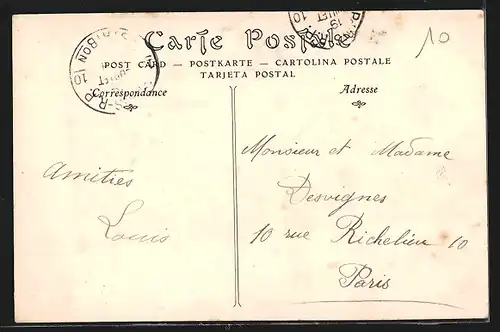 Carte Postale
POST CARD — POSTKARTE — CARTOLINA POSTALE
TARJETA POSTAL
Correspondance
Adresse
10
Amitiés
Louis
Monsieur et Madame
Desvignes
10 rue Richelieu 10
Paris